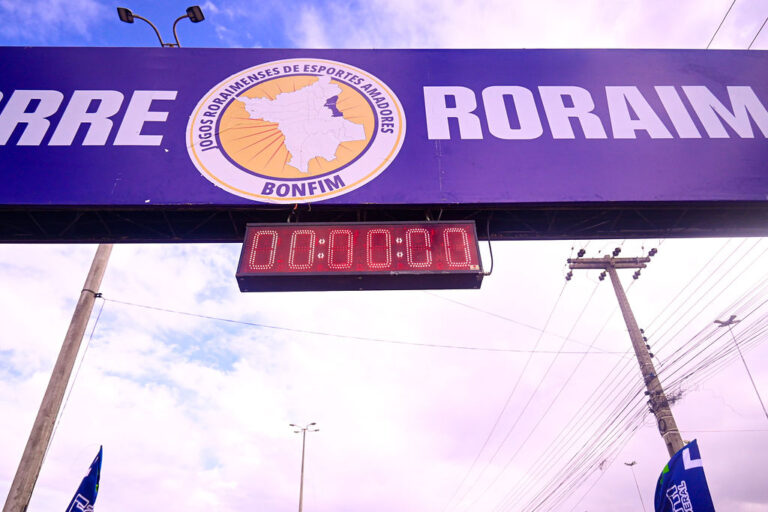 RRE
JOGOS RORAIMENSES DE ESPORTES AMADORES
BONFIM
RORAIM
00:00:00